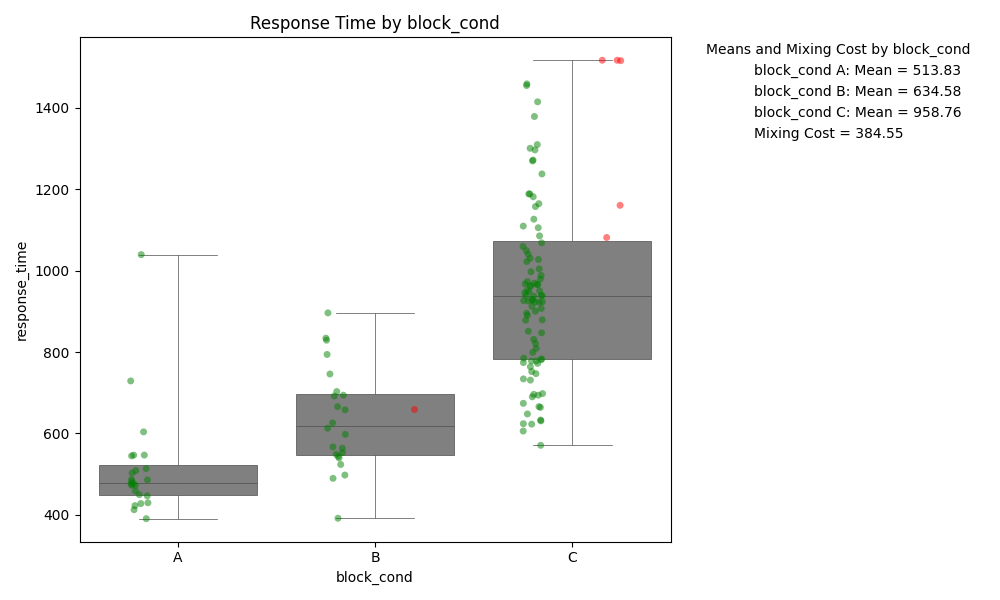 Response Time by block_cond
Means and Mixing Cost by block_cond
block_cond A: Mean = 513.83
block_cond B: Mean = 634.58
block_cond C: Mean = 958.76
Mixing Cost = 384.55
response_time
1400
1200
1000
800
600
400
A
B
C
block_cond